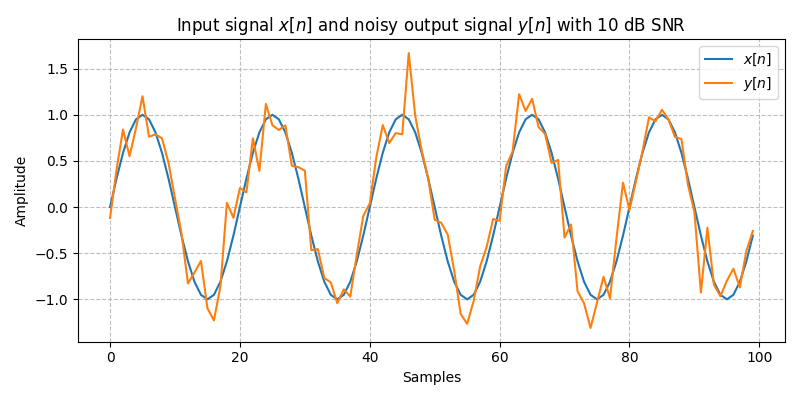 Input signal x[n] and noisy output signal y[n] with 10 dB SNR
x[n]
y[n]
1.5
1.0
0.5
0.0
−0.5
−1.0
Amplitude
0 20 40 60 80 100
Samples